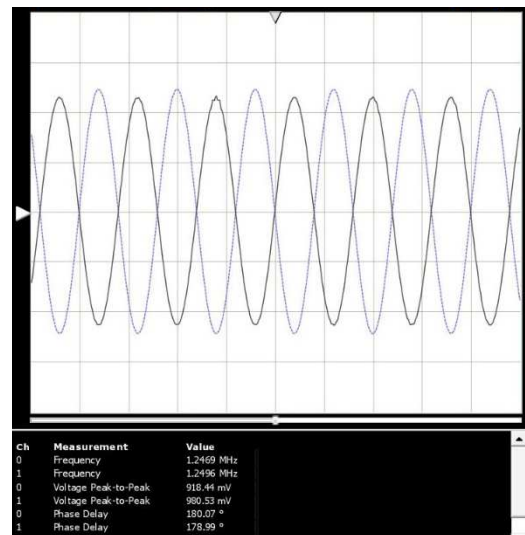 Ch Measurement Value
0 Frequency 1.2469 MHz
1 Frequency 1.2496 MHz
0 Voltage Peak-to-Peak 918.44 mV
1 Voltage Peak-to-Peak 980.53 mV
0 Phase Delay 180.07 °
1 Phase Delay 178.99 °